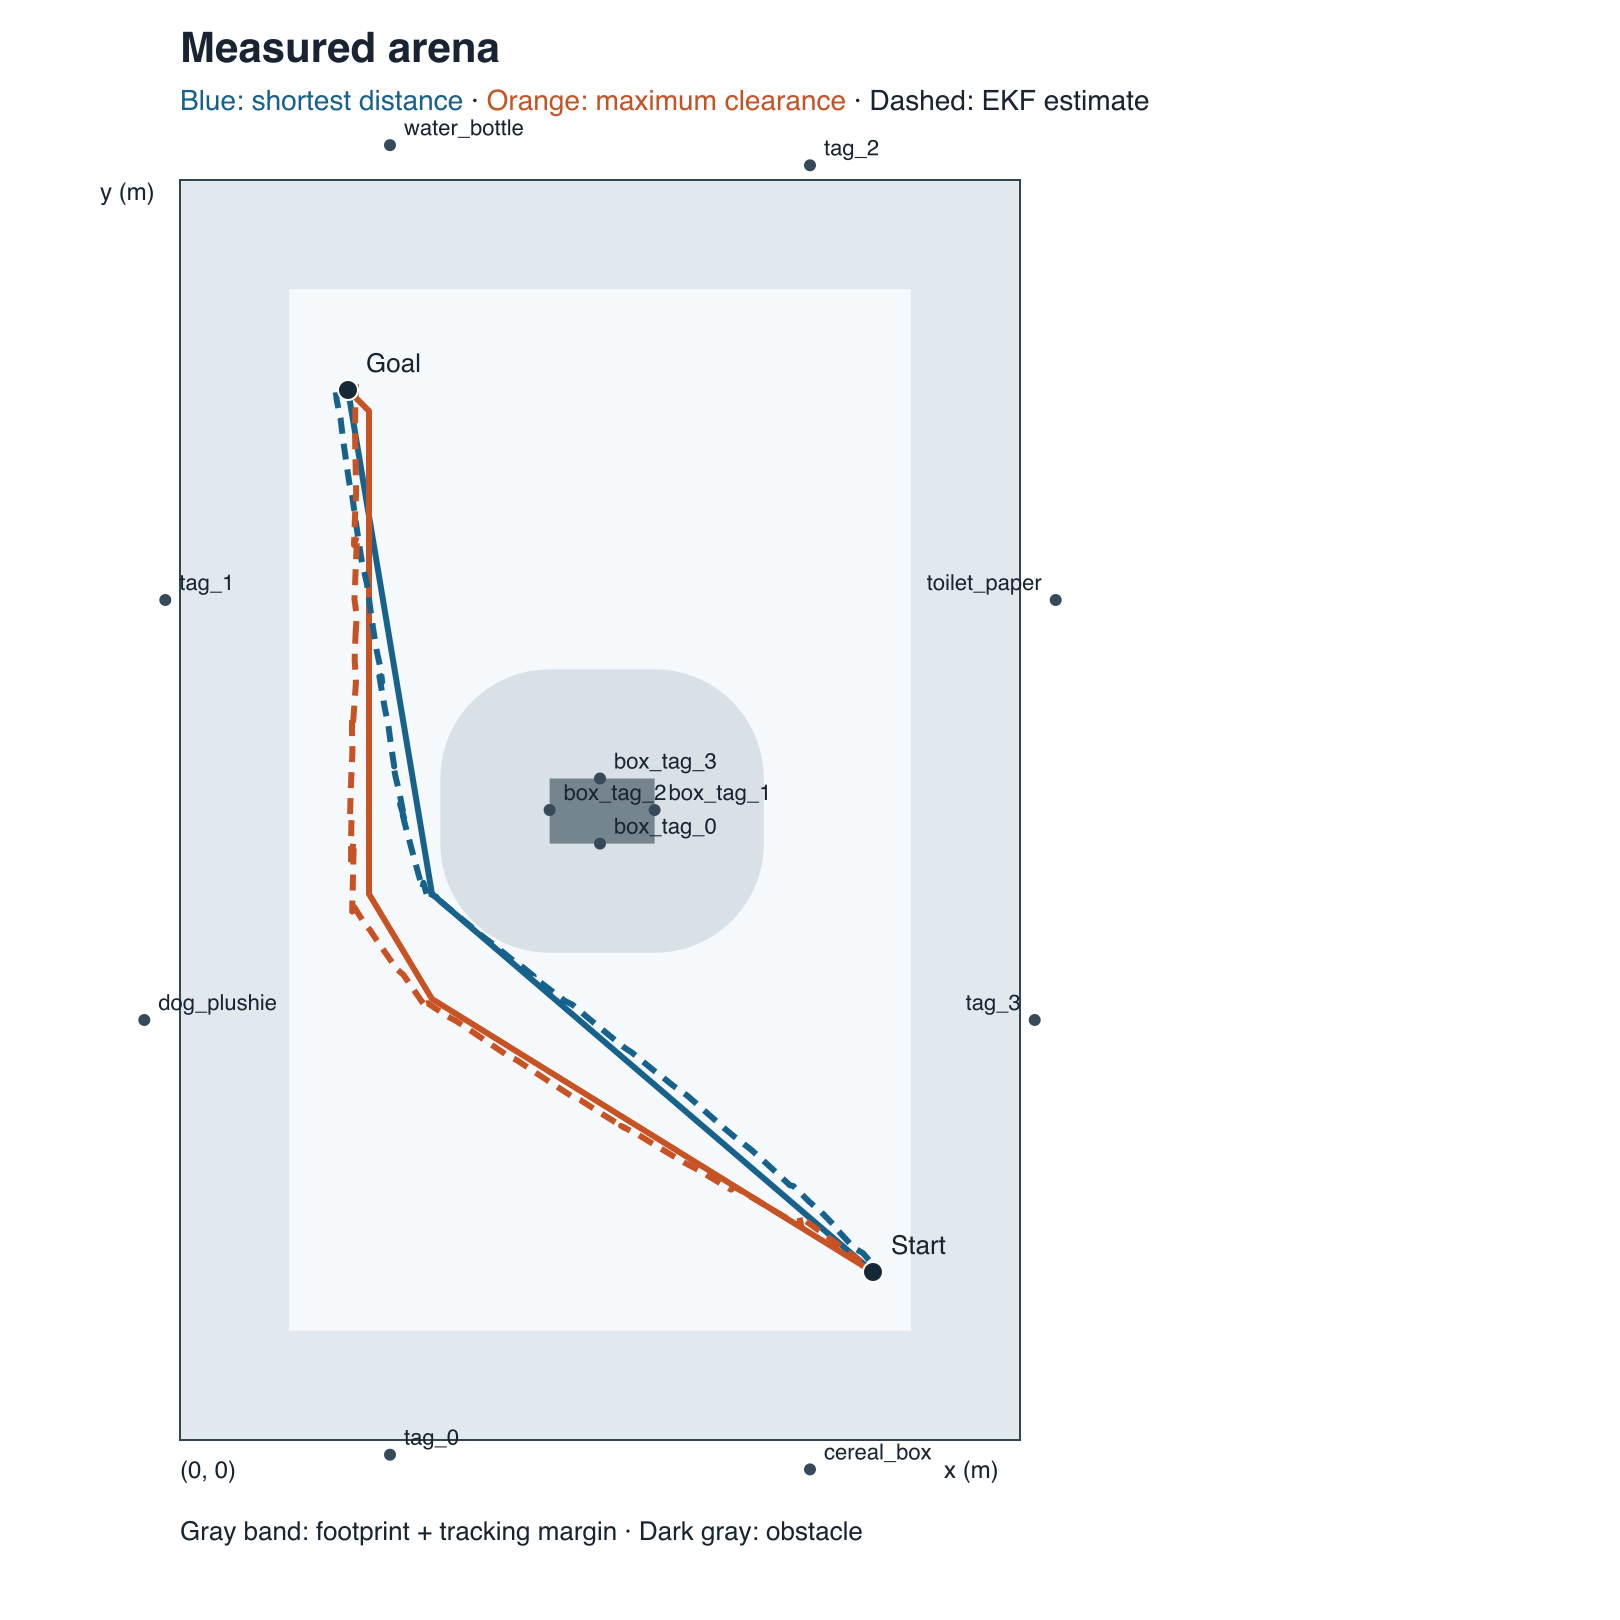 Measured arena
Blue: shortest distance · Orange: maximum clearance · Dashed: EKF estimate
water_bottle
tag_2
y (m)
Goal
tag_1
toilet_paper
box_tag_3
box_tag_2 box_tag_1
box_tag_0
dog_plushie
tag_3
Start
tag_0
cereal_box
(0, 0)
x (m)
Gray band: footprint + tracking margin · Dark gray: obstacle